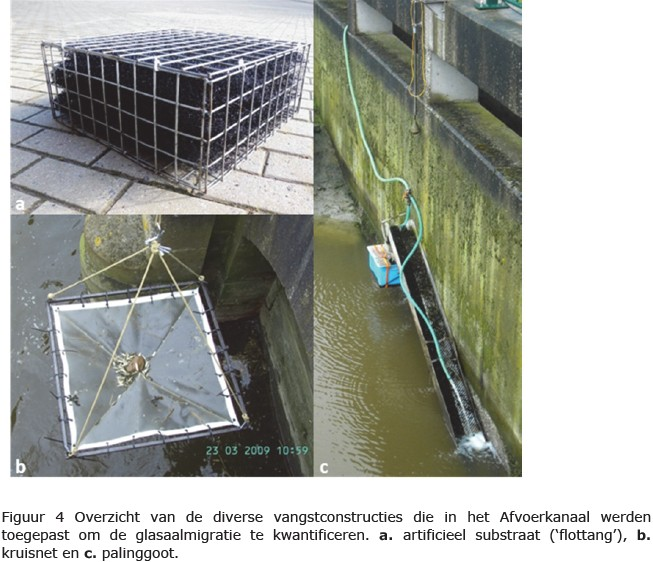 a
b
23 03 2009 10:59
c
Figuur 4 Overzicht van de diverse vangstconstructies die in het Afvoerkanaal werden
toegepast om de glasaalmigratie te kwantificeren. a. artificieel substraat (‘flottang’), b.
kruisnet en c. palinggoot.